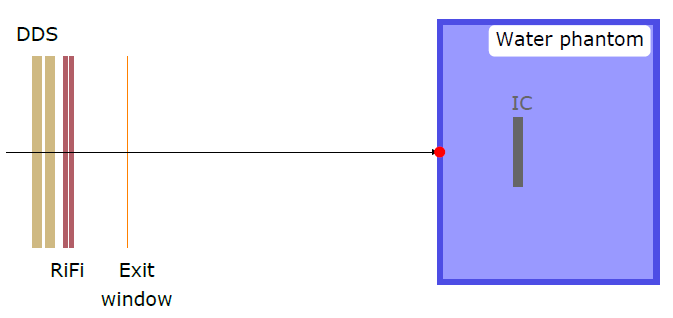 DDS
Water phantom
IC
RiFi
Exit
window